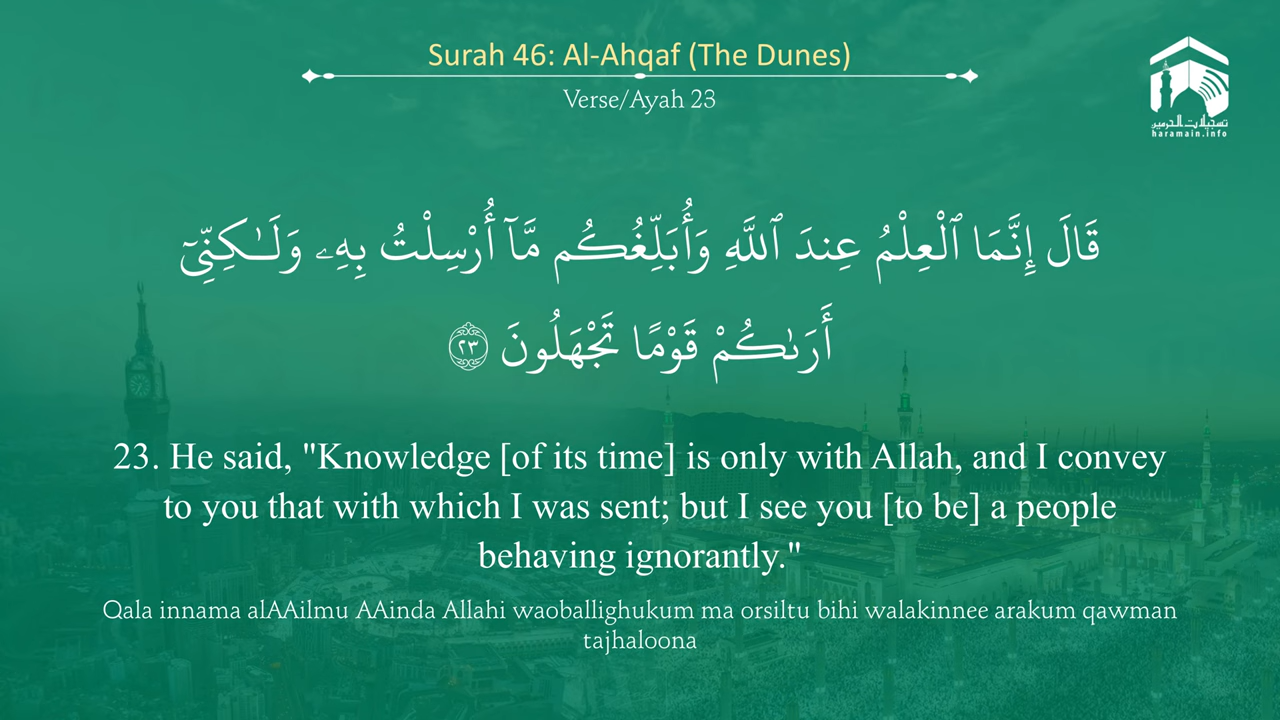 Surah 46: Al-Ahqaf (The Dunes)
Verse/Ayah 23
تسجيلات الحرمين
haramain.info
قَالَ إِنَّمَا ٱلْعِلْمُ عِندَ ٱللَّهِ وَأُبَلِّغُكُم مَّآ أُرْسِلْتُ بِهِۦ وَلَـٰكِنِّىٓ
أَرَىٰكُمْ قَوْمًا تَجْهَلُونَ ٢٣
23. He said, "Knowledge [of its time] is only with Allah, and I convey
to you that with which I was sent; but I see you [to be] a people
behaving ignorantly."
Qala innama alAAilmu AAinda Allahi waoballighukum ma orsiltu bihi walakinnee arakum qawman
tajhaloona